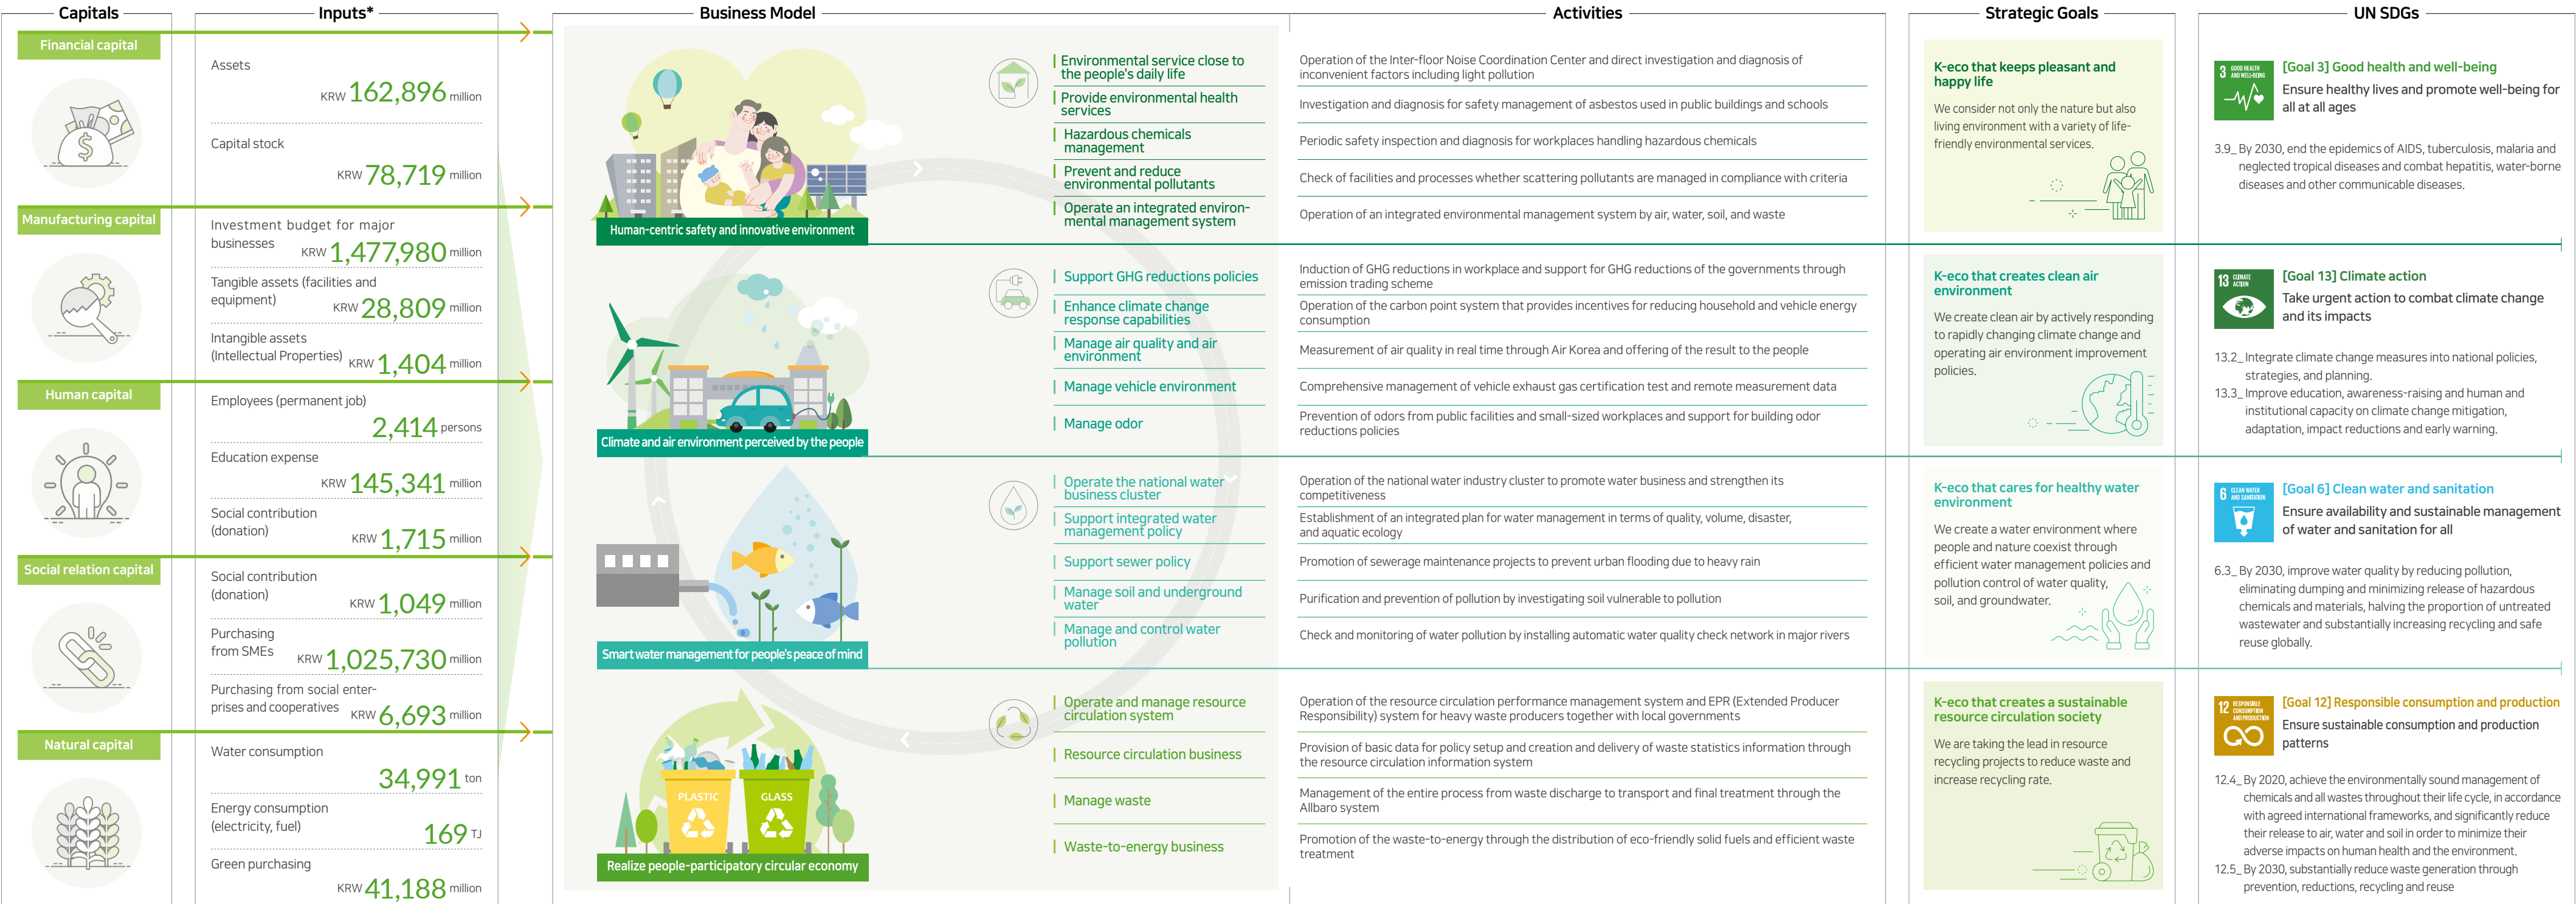 Capitals
Inputs*
Business Model
Activities
Strategic Goals
UN SDGs
Financial capital
Assets
KRW 162,896 million
Capital stock
KRW 78,719 million
Manufacturing capital
Investment budget for major
businesses KRW 1,477,980 million
Tangible assets (facilities and
equipment) KRW 28,809 million
Intangible assets
(Intellectual Properties) KRW 1,404 million
Human capital
Employees (permanent job)
2,414 persons
Education expense
KRW 145,341 million
Social contribution
(donation)
KRW 1,715 million
Social relation capital
Social contribution
(donation)
KRW 1,049 million
Purchasing
from SMEs KRW 1,025,730 million
Purchasing from social enter-
prises and cooperatives KRW 6,693 million
Natural capital
Water consumption
34,991 ton
Energy consumption
(electricity, fuel)
169 TJ
Green purchasing
KRW 41,188 million
Human-centric safety and innovative environment
Environmental service close to
the people's daily life
Operation of the Inter-floor Noise Coordination Center and direct investigation and diagnosis of
inconvenient factors including light pollution
Provide environmental health
services
Investigation and diagnosis for safety management of asbestos used in public buildings and schools
Hazardous chemicals
management
Periodic safety inspection and diagnosis for workplaces handling hazardous chemicals
Prevent and reduce
environmental pollutants
Check of facilities and processes whether scattering pollutants are managed in compliance with criteria
Operate an integrated environ-
mental management system
Operation of an integrated environmental management system by air, water, soil, and waste
K-eco that keeps pleasant and
happy life
We consider not only the nature but also
living environment with a variety of life-
friendly environmental services.
3 GOOD HEALTH
AND WELL-BEING
[Goal 3] Good health and well-being
Ensure healthy lives and promote well-being for
all at all ages
3.9_ By 2030, end the epidemics of AIDS, tuberculosis, malaria and
neglected tropical diseases and combat hepatitis, water-borne
diseases and other communicable diseases.
Climate and air environment perceived by the people
Support GHG reductions policies
Induction of GHG reductions in workplace and support for GHG reductions of the governments through
emission trading scheme
Enhance climate change
response capabilities
Operation of the carbon point system that provides incentives for reducing household and vehicle energy
consumption
Manage air quality and air
environment
Measurement of air quality in real time through Air Korea and offering of the result to the people
Manage vehicle environment
Comprehensive management of vehicle exhaust gas certification test and remote measurement data
Manage odor
Prevention of odors from public facilities and small-sized workplaces and support for building odor
reductions policies
K-eco that creates clean air
environment
We create clean air by actively responding
to rapidly changing climate change and
operating air environment improvement
policies.
13 CLIMATE
ACTION
[Goal 13] Climate action
Take urgent action to combat climate change
and its impacts
13.2_ Integrate climate change measures into national policies,
strategies, and planning.
13.3_ Improve education, awareness-raising and human and
institutional capacity on climate change mitigation,
adaptation, impact reductions and early warning.
Smart water management for people's peace of mind
Operate the national water
business cluster
Operation of the national water industry cluster to promote water business and strengthen its
competitiveness
Support integrated water
management policy
Establishment of an integrated plan for water management in terms of quality, volume, disaster,
and aquatic ecology
Support sewer policy
Promotion of sewerage maintenance projects to prevent urban flooding due to heavy rain
Manage soil and underground
water
Purification and prevention of pollution by investigating soil vulnerable to pollution
Manage and control water
pollution
Check and monitoring of water pollution by installing automatic water quality check network in major rivers
K-eco that cares for healthy water
environment
We create a water environment where
people and nature coexist through
efficient water management policies and
pollution control of water quality,
soil, and groundwater.
6 CLEAN WATER
AND SANITATION
[Goal 6] Clean water and sanitation
Ensure availability and sustainable management
of water and sanitation for all
6.3_ By 2030, improve water quality by reducing pollution,
eliminating dumping and minimizing release of hazardous
chemicals and materials, halving the proportion of untreated
wastewater and substantially increasing recycling and safe
reuse globally.
PLASTIC
GLASS
Realize people-participatory circular economy
Operate and manage resource
circulation system
Operation of the resource circulation performance management system and EPR (Extended Producer
Responsibility) system for heavy waste producers together with local governments
Resource circulation business
Provision of basic data for policy setup and creation and delivery of waste statistics information through
the resource circulation information system
Manage waste
Management of the entire process from waste discharge to transport and final treatment through the
Allbaro system
Waste-to-energy business
Promotion of the waste-to-energy through the distribution of eco-friendly solid fuels and efficient waste
treatment
K-eco that creates a sustainable
resource circulation society
We are taking the lead in resource
recycling projects to reduce waste and
increase recycling rate.
12 RESPONSIBLE
CONSUMPTION
AND PRODUCTION
[Goal 12] Responsible consumption and production
Ensure sustainable consumption and production
patterns
12.4_ By 2020, achieve the environmentally sound management of
chemicals and all wastes throughout their life cycle, in accordance
with agreed international frameworks, and significantly reduce
their release to air, water and soil in order to minimize their
adverse impacts on human health and the environment.
12.5_ By 2030, substantially reduce waste generation through
prevention, reductions, recycling and reuse